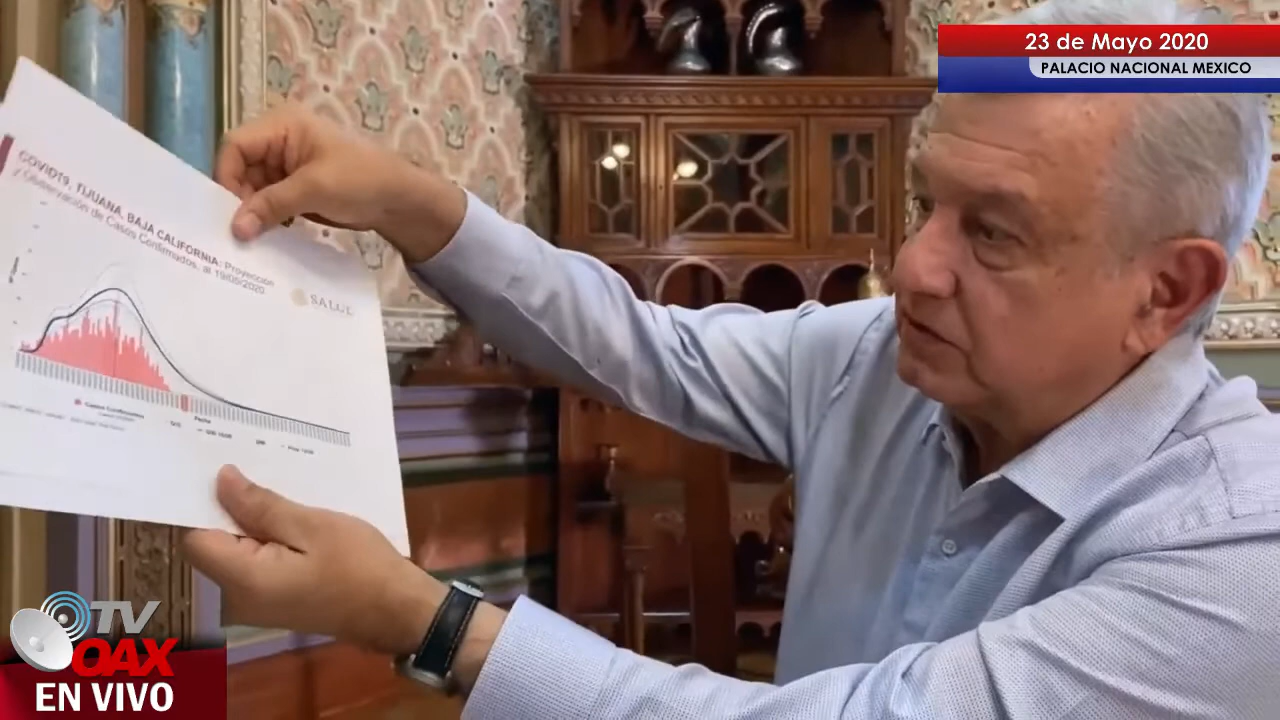 23 de Mayo 2020
PALACIO NACIONAL MEXICO
COVID19, TIJUANA, BAJA CALIFORNIA: Proyección
y Observación de Casos Confirmados, al 19/05/2020
SALUD
Casos Confirmados
Fecha
TV
OAX
EN VIVO